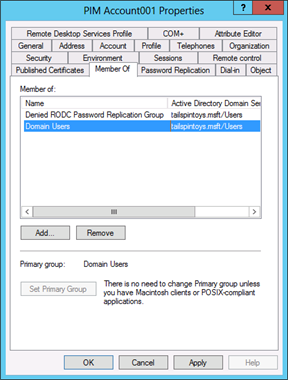 PIM Account001 Properties
?
x
Remote Desktop Services Profile COM+ Attribute Editor
General Address Account Profile Telephones Organization
Security Environment Sessions Remote control
Published Certificates Member Of Password Replication Dial-in Object
Member of:
Name Active Directory Domain Ser
Denied RODC Password Replication Group tailspintoys.msft/Users
Domain Users tailspintoys.msft/Users
Add... Remove
Primary group: Domain Users
Set Primary Group
There is no need to change Primary group unless
you have Macintosh clients or POSIX-compliant
applications.
OK Cancel Apply Help